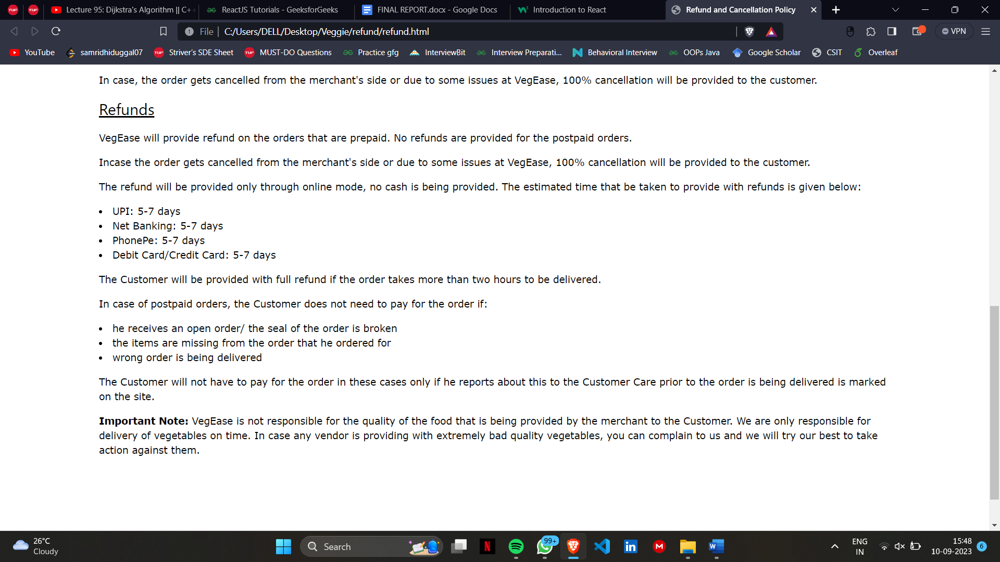 Lecture 95: Dijkstra's Algorithm || C+
ReactJS Tutorials - GeeksforGeeks
FINAL REPORT.docx - Google Docs
Introduction to React
Refund and Cancellation Policy
File
C:/Users/DELL/Desktop/Veggie/refund/refund.html
VPN
YouTube
samridhiduggal07
Striver's SDE Sheet
MUST-DO Questions
Practice gfg
InterviewBit
Interview Preparati...
Behavioral Interview
OOPs Java
Google Scholar
CSIT
Overleaf
In case, the order gets cancelled from the merchant's side or due to some issues at VegEase, 100% cancellation will be provided to the customer.
Refunds
VegEase will provide refund on the orders that are prepaid. No refunds are provided for the postpaid orders.
Incase the order gets cancelled from the merchant's side or due to some issues at VegEase, 100% cancellation will be provided to the customer.
The refund will be provided only through online mode, no cash is being provided. The estimated time that be taken to provide with refunds is given below:
• UPI: 5-7 days
• Net Banking: 5-7 days
• PhonePe: 5-7 days
• Debit Card/Credit Card: 5-7 days
The Customer will be provided with full refund if the order takes more than two hours to be delivered.
In case of postpaid orders, the Customer does not need to pay for the order if:
• he receives an open order/ the seal of the order is broken
• the items are missing from the order that he ordered for
• wrong order is being delivered
The Customer will not have to pay for the order in these cases only if he reports about this to the Customer Care prior to the order is being delivered is marked
on the site.
Important Note: VegEase is not responsible for the quality of the food that is being provided by the merchant to the Customer. We are only responsible for
delivery of vegetables on time. In case any vendor is providing with extremely bad quality vegetables, you can complain to us and we will try our best to take
action against them.
26°C
Cloudy
Search
99+
ENG
IN
15:48
10-09-2023
6